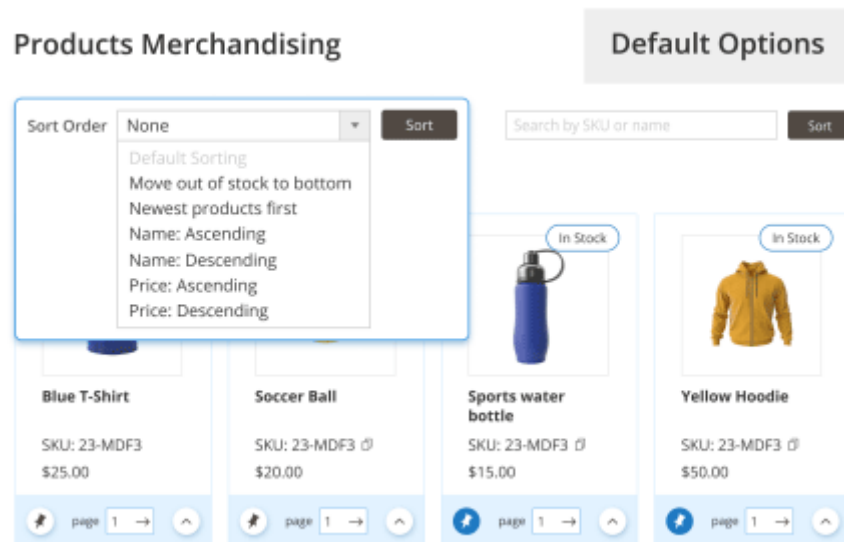 Products Merchandising
Default Options
Sort Order None Sort
Search by SKU or name Sort
Default Sorting
Move out of stock to bottom
Newest products first
Name: Ascending
Name: Descending
Price: Ascending
Price: Descending
In Stock
In Stock
Blue T-Shirt
SKU: 23-MDF3
$25.00
page 1
Soccer Ball
SKU: 23-MDF3
$20.00
page 1
Sports water
bottle
SKU: 23-MDF3
$15.00
page 1
Yellow Hoodie
SKU: 23-MDF3
$50.00
page 1